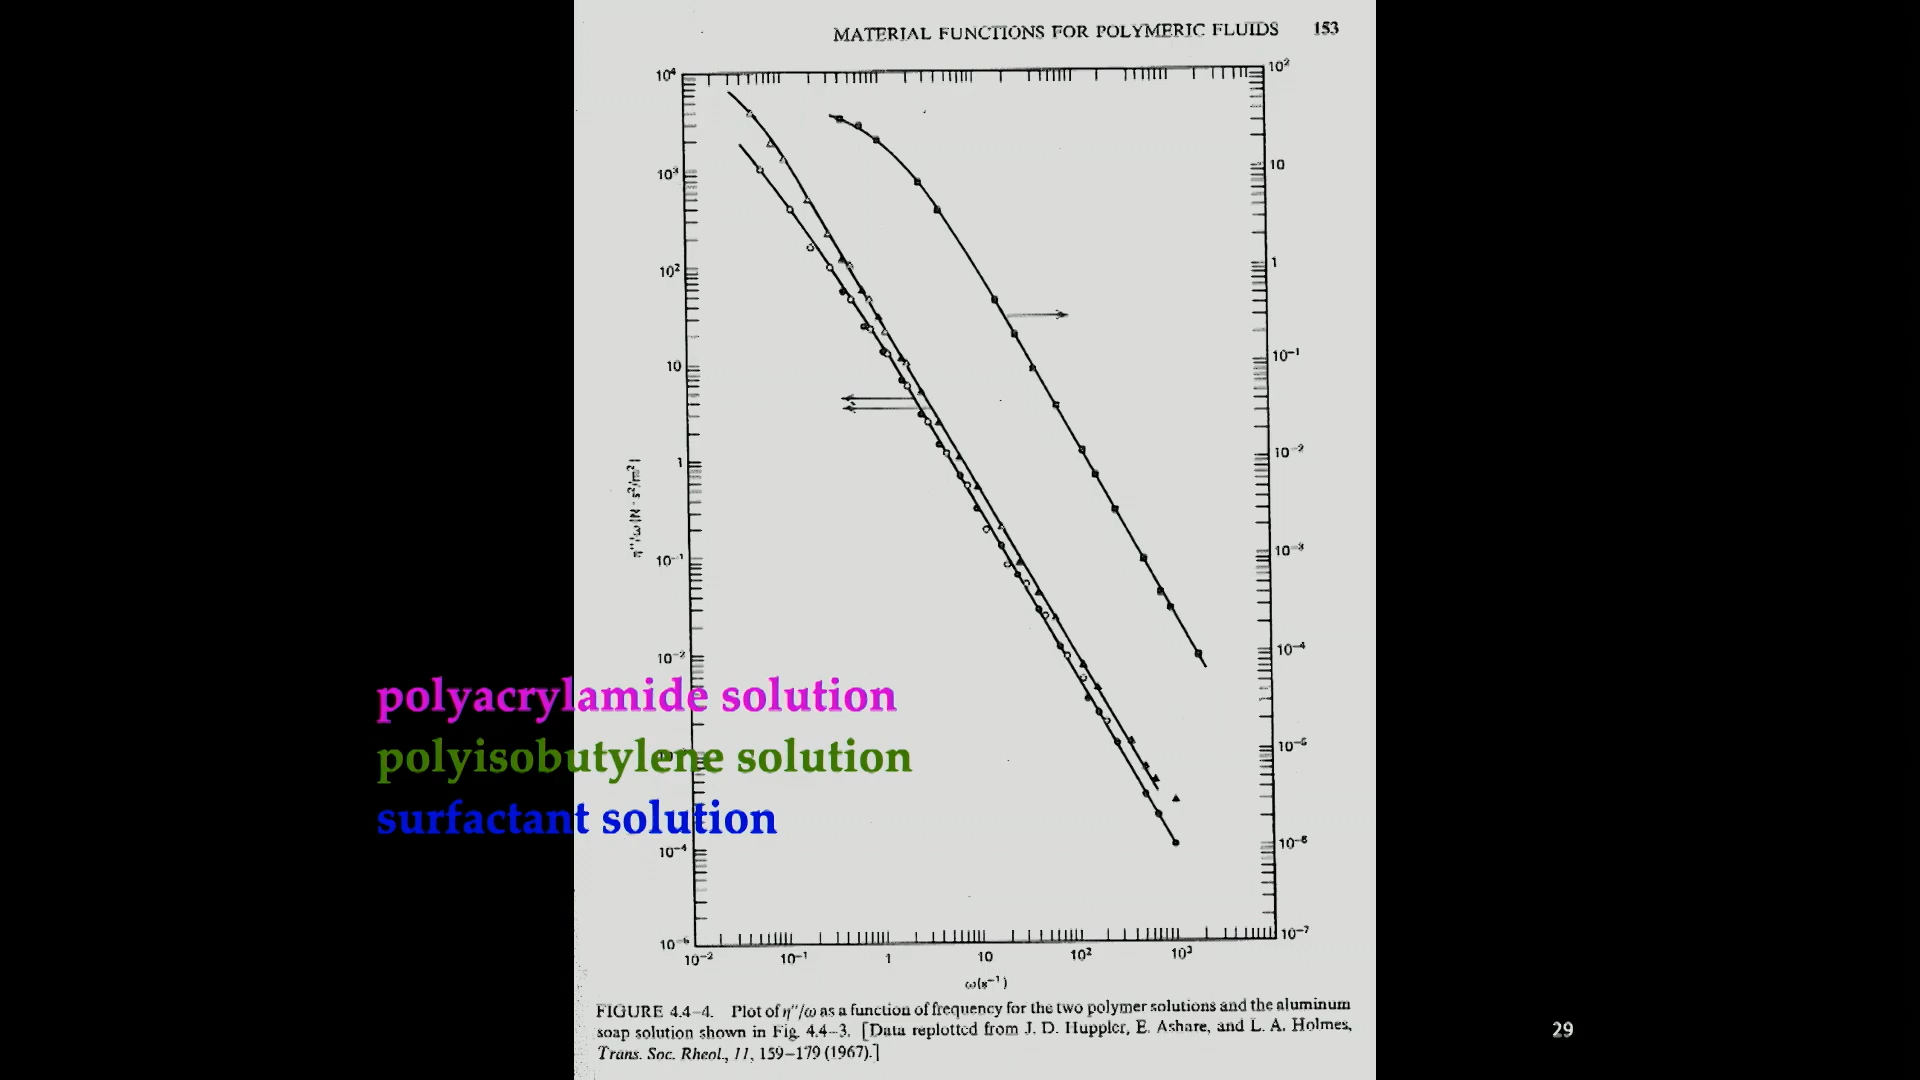 MATERIAL FUNCTIONS FOR POLYMERIC FLUIDS 153
10⁴
10³
10²
10
1
10⁻¹
10⁻²
10⁻⁴
10²
10
1
10⁻¹
10⁻²
10⁻³
10⁻⁴
10⁻⁵
10⁻⁶
10⁻⁷
η''/ω (N · s²/m²)
polyacrylamide solution
polyisobutylene solution
surfactant solution
10⁻² 10⁻¹ 1 10 10² 10³
ω(s⁻¹)
FIGURE 4.4–4. Plot of η''/ω as a function of frequency for the two polymer solutions and the aluminum
soap solution shown in Fig. 4.4–3. [Data replotted from J. D. Huppler, E. Ashare, and L. A. Holmes,
Trans. Soc. Rheol., 11, 159–179 (1967).]
29